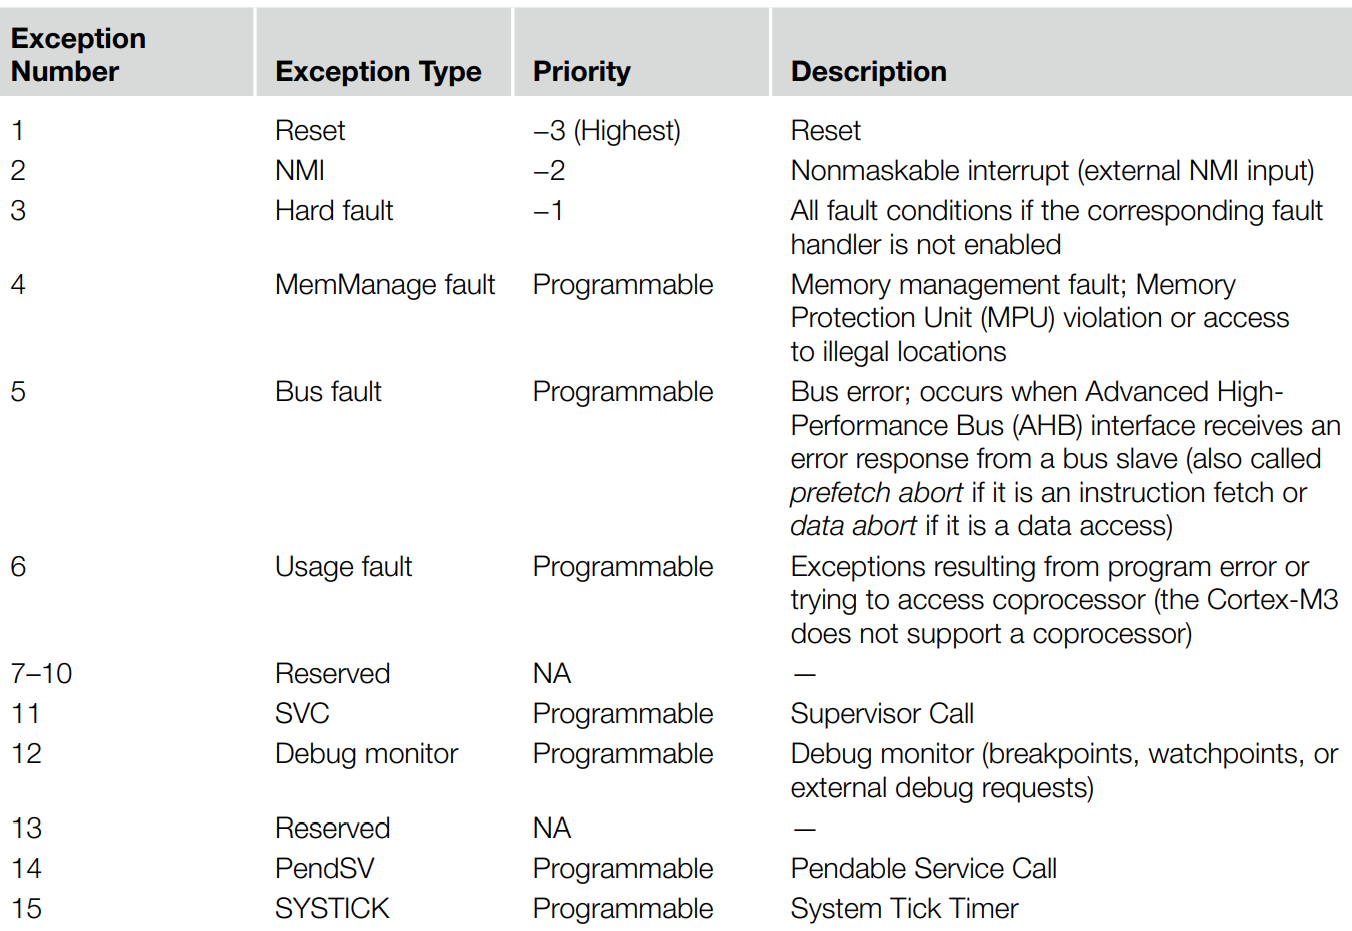 Exception
Number Exception Type Priority Description
1 Reset −3 (Highest) Reset
2 NMI −2 Nonmaskable interrupt (external NMI input)
3 Hard fault −1 All fault conditions if the corresponding fault
handler is not enabled
4 MemManage fault Programmable Memory management fault; Memory
Protection Unit (MPU) violation or access
to illegal locations
5 Bus fault Programmable Bus error; occurs when Advanced High-
Performance Bus (AHB) interface receives an
error response from a bus slave (also called
prefetch abort if it is an instruction fetch or
data abort if it is a data access)
6 Usage fault Programmable Exceptions resulting from program error or
trying to access coprocessor (the Cortex-M3
does not support a coprocessor)
7–10 Reserved NA —
11 SVC Programmable Supervisor Call
12 Debug monitor Programmable Debug monitor (breakpoints, watchpoints, or
external debug requests)
13 Reserved NA —
14 PendSV Programmable Pendable Service Call
15 SYSTICK Programmable System Tick Timer